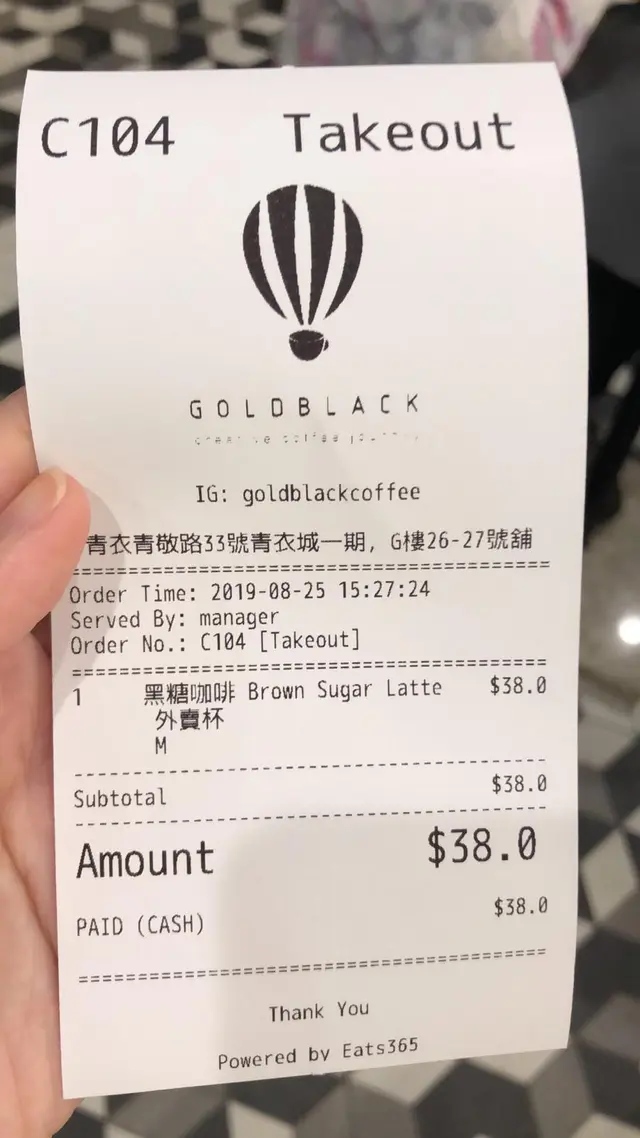 C104 Takeout
GOLDBLACK
IG: goldblackcoffee
青衣青敬路33號青衣城一期, G樓26-27號舖
==================================================
Order Time: 2019-08-25 15:27:24
Served By: manager
Order No.: C104 [Takeout]
==================================================
1 黑糖咖啡 Brown Sugar Latte $38.0
外賣杯
M
--------------------------------------------------
Subtotal $38.0
--------------------------------------------------
Amount $38.0
PAID (CASH) $38.0
==================================================
Thank You
Powered by Eats365